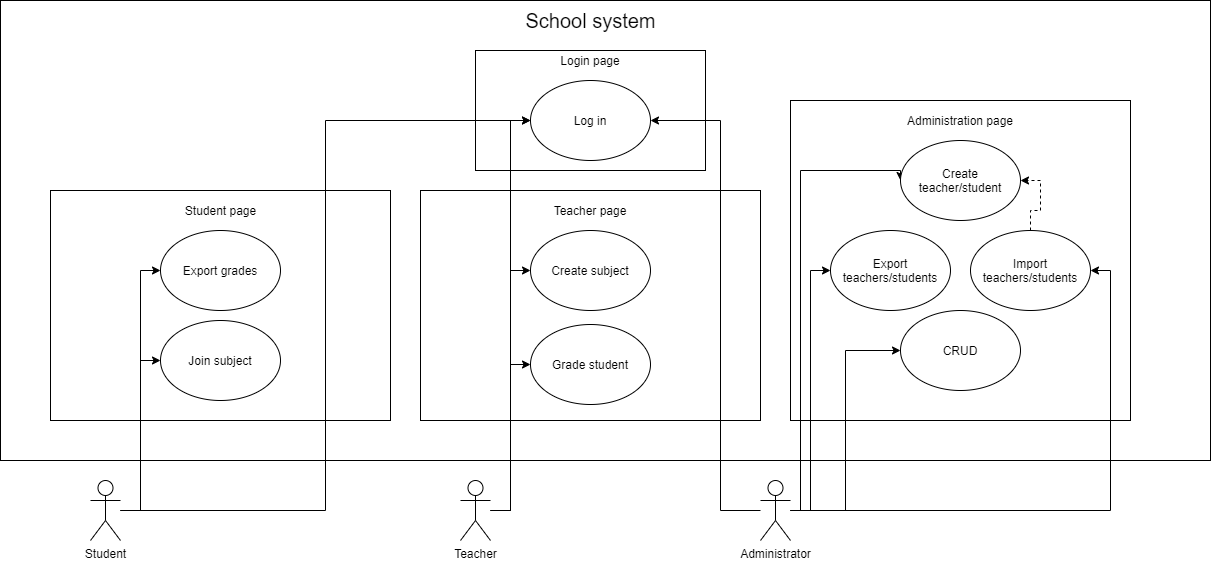 School system
Login page
Log in
Administration page
Create
teacher/student
Student page
Teacher page
Export grades
Create subject
Export
teachers/students
Import
teachers/students
Join subject
Grade student
CRUD
Student
Teacher
Administrator